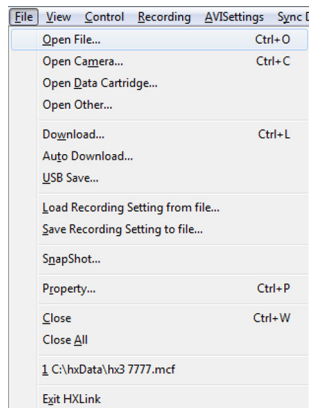 File View Control Recording AVISettings Sync D
Open File... Ctrl+O
Open Camera... Ctrl+C
Open Data Cartridge...
Open Other...
Download... Ctrl+L
Auto Download...
USB Save...
Load Recording Setting from file...
Save Recording Setting to file...
SnapShot...
Property... Ctrl+P
Close Ctrl+W
Close All
1 C:\hxData\hx3 7777.mcf
Exit HXLink